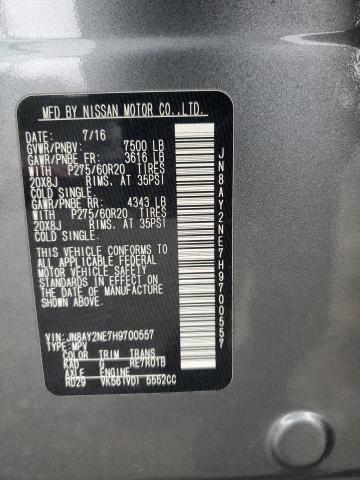 MFD BY NISSAN MOTOR CO.,LTD.
DATE: 7/16
GVWR/PNBV: 7500 LB
GAWR/PNBE FR: 3616 LB
WITH P275/60R20 TIRES
20X8J RIMS. AT 35PSI
COLD SINGLE.
GAWR/PNBE RR: 4343 LB
WITH P275/60R20 TIRES
20X8J RIMS. AT 35PSI
COLD SINGLE.
THIS VEHICLE CONFORMS TO
ALL APPLICABLE FEDERAL
MOTOR VEHICLE SAFETY
STANDARDS IN EFFECT ON
THE DATE OF MANUFACTURE
SHOWN ABOVE.
VIN: JN8AY2NE7H9700557
TYPE: MPV
COLOR TRIM TRANS
KAD G RE7R01B
AXLE ENGINE
RD29 VK56(VD) 5552CC
JN8AY2NE7H9700557